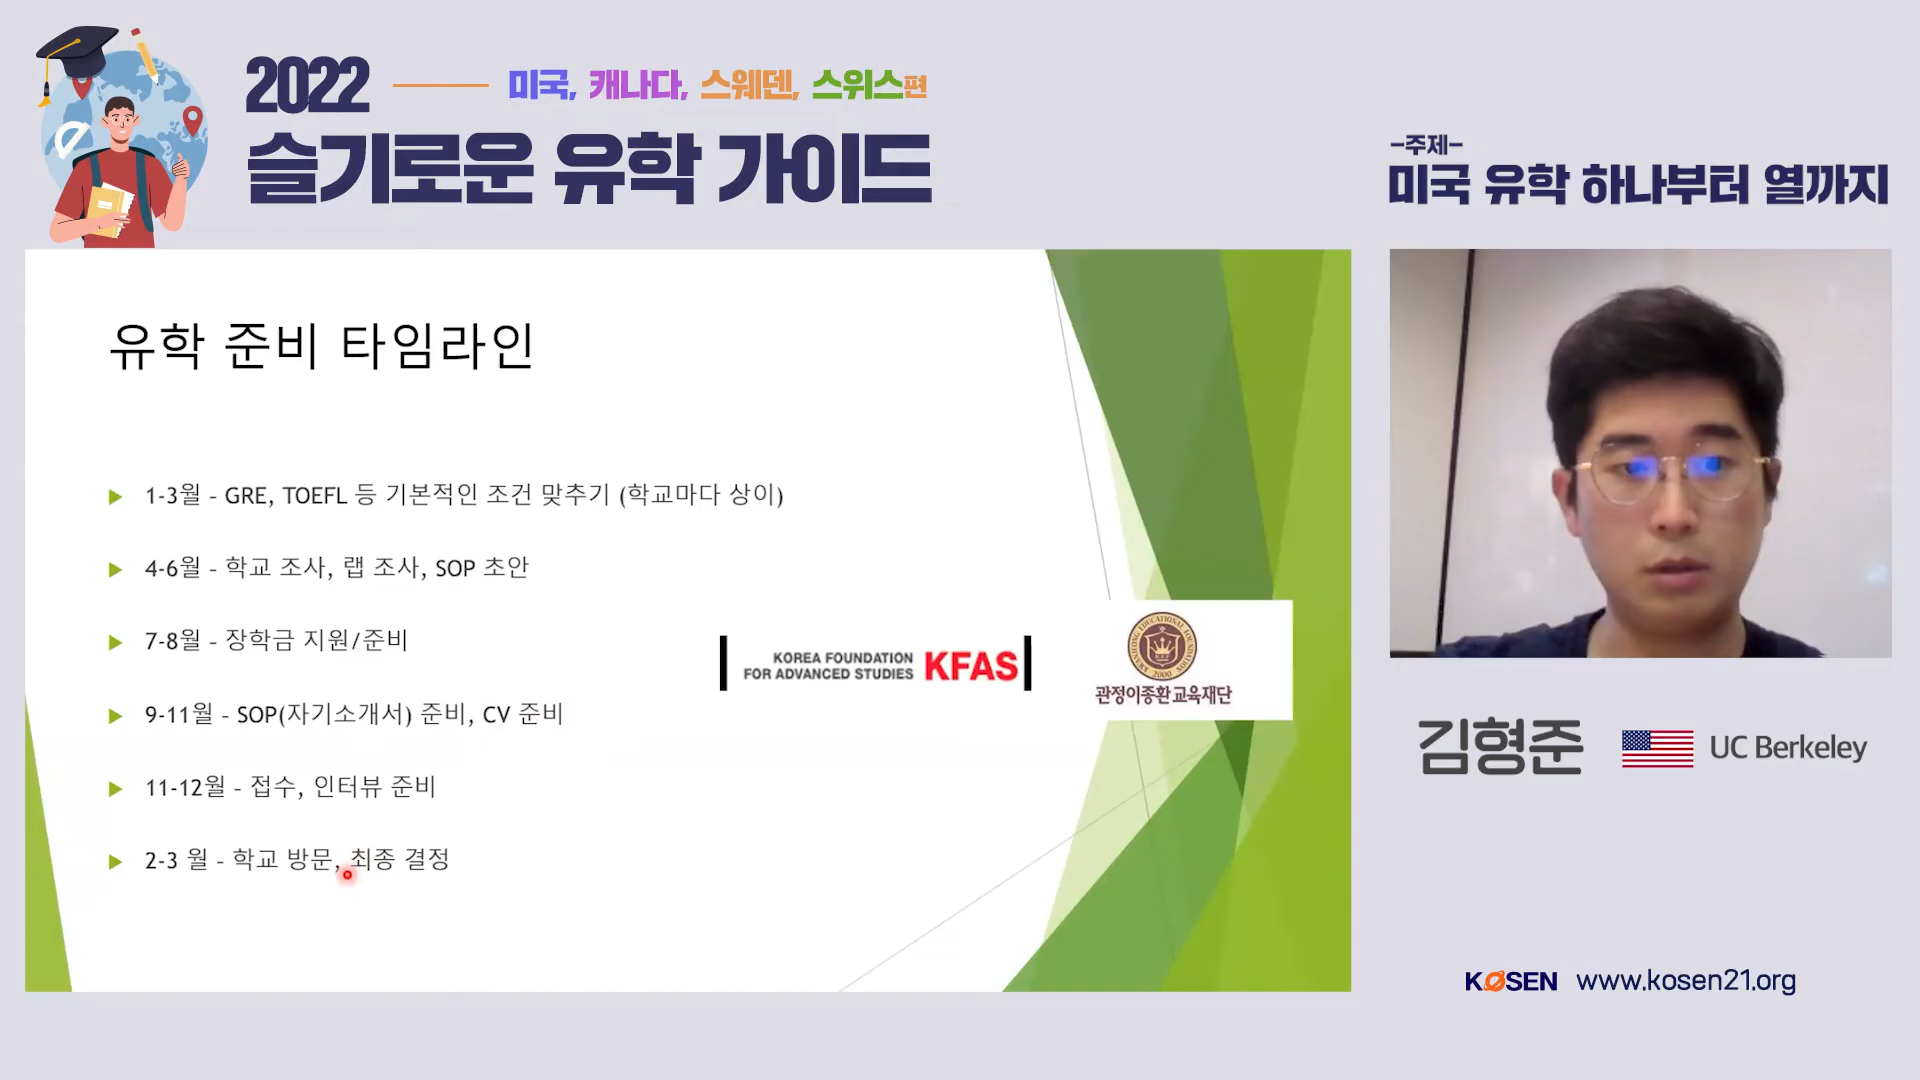 2022
미국, 캐나다, 스웨덴, 스위스편
슬기로운 유학 가이드
-주제-
미국 유학 하나부터 열까지
유학 준비 타임라인
1-3월 - GRE, TOEFL 등 기본적인 조건 맞추기 (학교마다 상이)
4-6월 - 학교 조사, 랩 조사, SOP 초안
7-8월 - 장학금 지원/준비
9-11월 - SOP(자기소개서) 준비, CV 준비
11-12월 - 접수, 인터뷰 준비
2-3 월 - 학교 방문, 최종 결정
KOREA FOUNDATION
FOR ADVANCED STUDIES
KFAS
KWANJEONG EDUCATIONAL FOUNDATION
2000
관정이종환교육재단
김형준
UC Berkeley
KOSEN www.kosen21.org